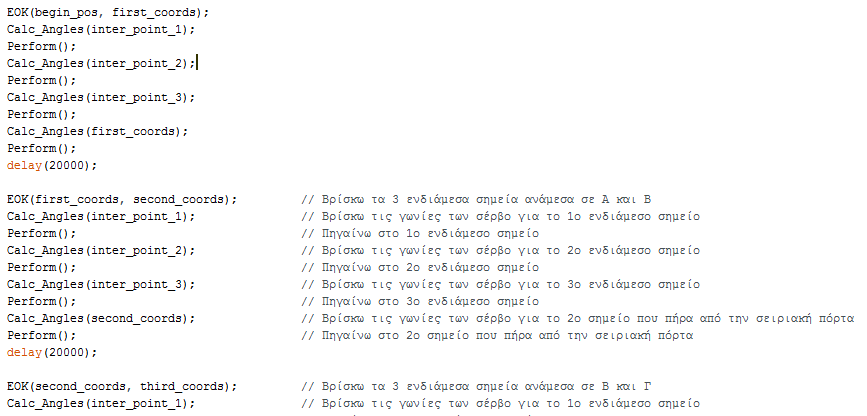 EOK(begin_pos, first_coords);
Calc_Angles(inter_point_1);
Perform();
Calc_Angles(inter_point_2);
Perform();
Calc_Angles(inter_point_3);
Perform();
Calc_Angles(first_coords);
Perform();
delay(20000);
EOK(first_coords, second_coords); // Βρίσκω τα 3 ενδιάμεσα σημεία ανάμεσα σε Α και Β
Calc_Angles(inter_point_1); // Βρίσκω τις γωνίες των σέρβο για το 1ο ενδιάμεσο σημείο
Perform(); // Πηγαίνω στο 1ο ενδιάμεσο σημείο
Calc_Angles(inter_point_2); // Βρίσκω τις γωνίες των σέρβο για το 2ο ενδιάμεσο σημείο
Perform(); // Πηγαίνω στο 2ο ενδιάμεσο σημείο
Calc_Angles(inter_point_3); // Βρίσκω τις γωνίες των σέρβο για το 3ο ενδιάμεσο σημείο
Perform(); // Πηγαίνω στο 3ο ενδιάμεσο σημείο
Calc_Angles(second_coords); // Βρίσκω τις γωνίες των σέρβο για το 2ο σημείο που πήρα από την σειριακή πόρτα
Perform(); // Πηγαίνω στο 2ο σημείο που πήρα από την σειριακή πόρτα
delay(20000);
EOK(second_coords, third_coords); // Βρίσκω τα 3 ενδιάμεσα σημεία ανάμεσα σε Β και Γ
Calc_Angles(inter_point_1); // Βρίσκω τις γωνίες των σέρβο για το 1ο ενδιάμεσο σημείο